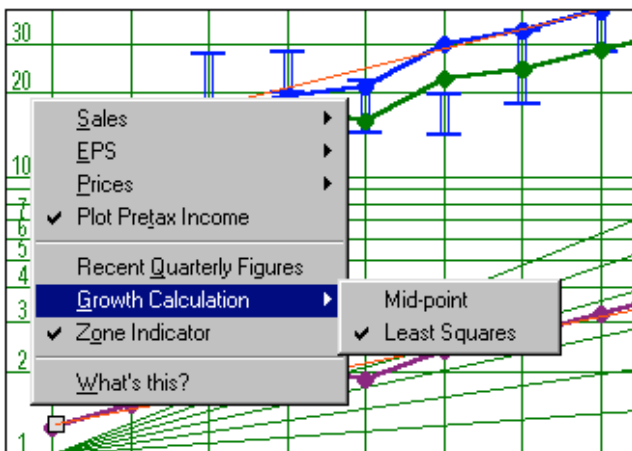 30
20
10
7
6
5
4
3
2
1
Sales
EPS
Prices
Plot Pretax Income
Recent Quarterly Figures
Growth Calculation
Zone Indicator
What's this?
Mid-point
Least Squares